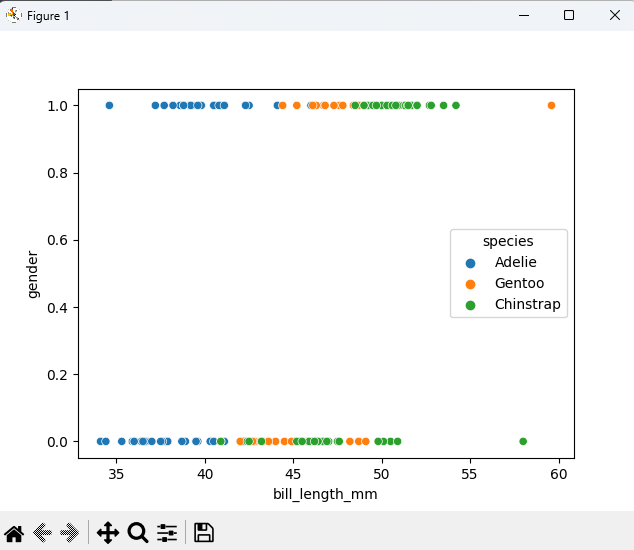 Figure 1
1.0
0.8
0.6
0.4
0.2
0.0
gender
species
Adelie
Gentoo
Chinstrap
35 40 45 50 55 60
bill_length_mm